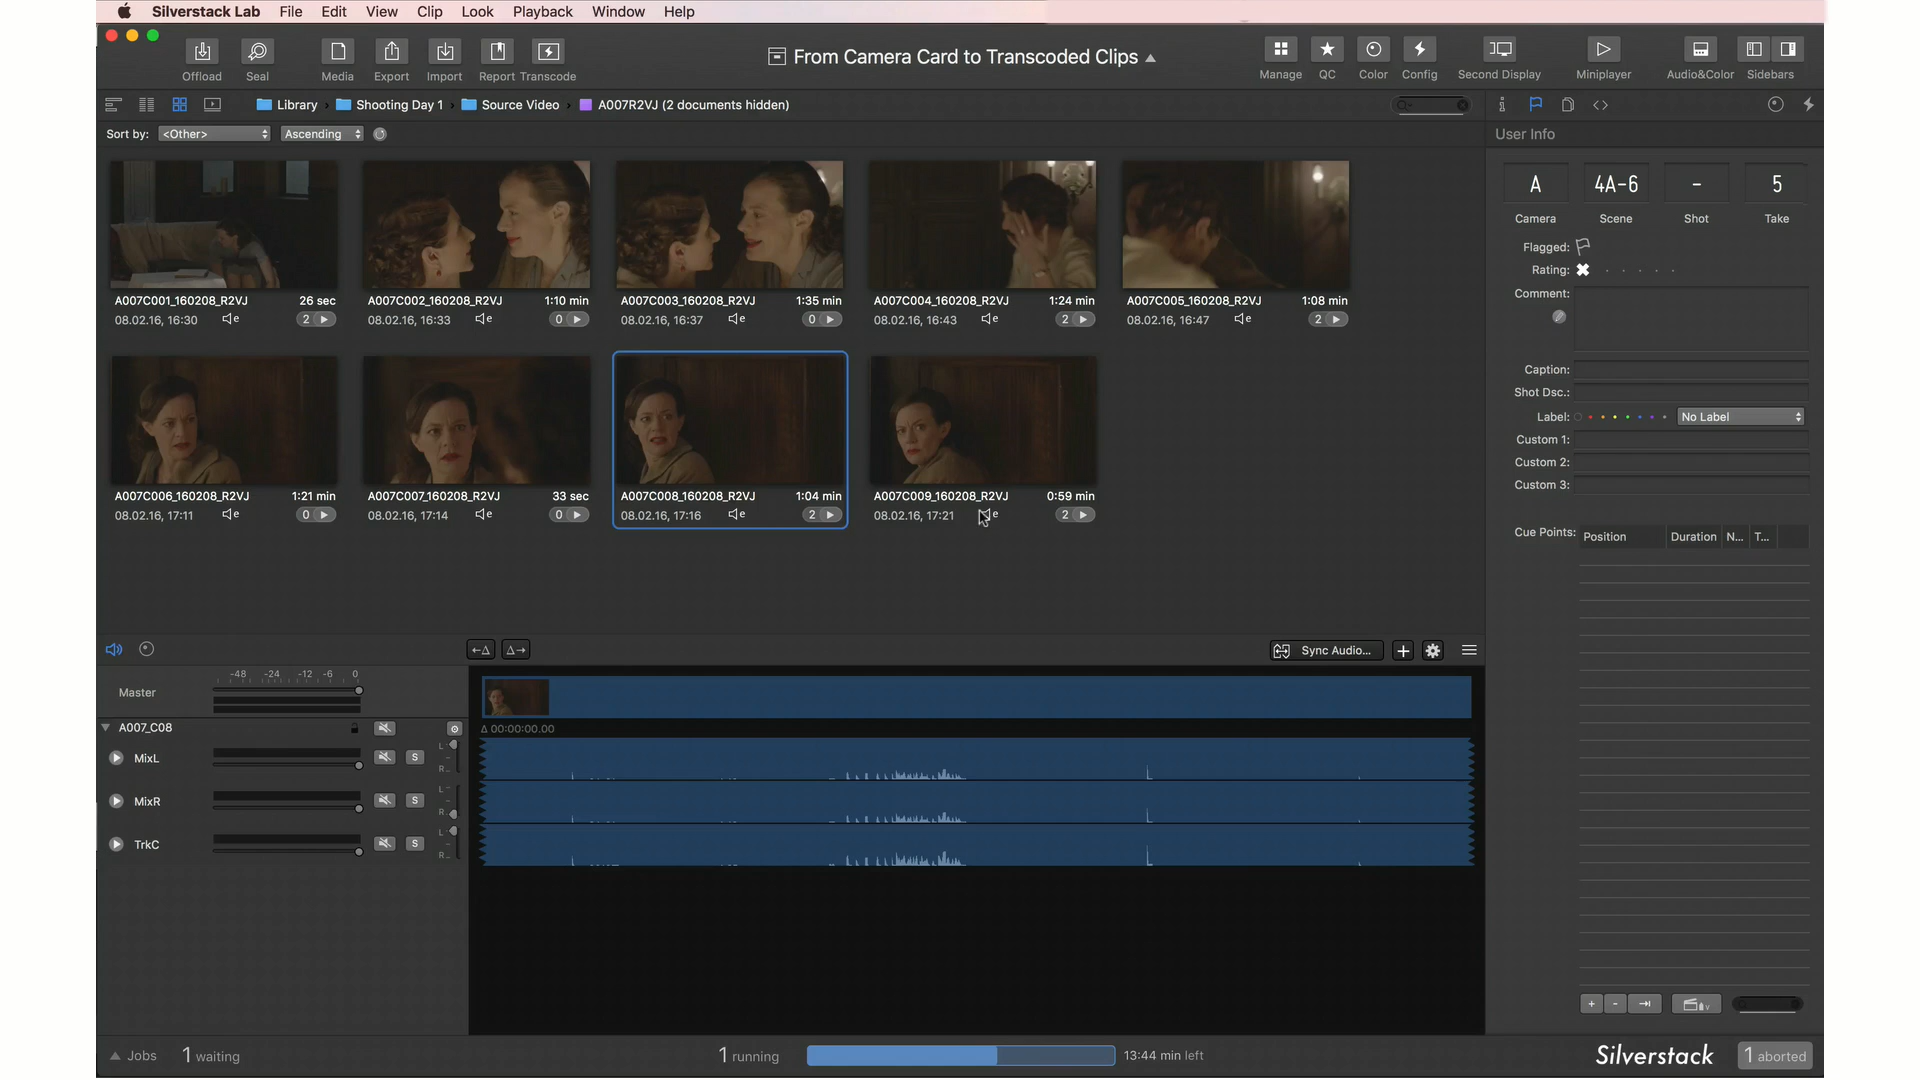 Silverstack Lab File Edit View Clip Look Playback Window Help
From Camera Card to Transcoded Clips
Offload Seal Media Export Import Report Transcode Manage QC Color Config Second Display Miniplayer Audio&Color Sidebars
Library Shooting Day 1 Source Video A007R2VJ (2 documents hidden)
Sort by: <Other> Ascending
User Info
A 4A-6 - 5
Camera Scene Shot Take
Flagged:
Rating:
Comment:
Caption:
Shot Dsc.:
Label: No Label
Custom 1:
Custom 2:
Custom 3:
Cue Points: Position Duration N... T...
A007C001_160208_R2VJ 26 sec
08.02.16, 16:30 e 2
A007C002_160208_R2VJ 1:10 min
08.02.16, 16:33 e 0
A007C003_160208_R2VJ 1:35 min
08.02.16, 16:37 e 0
A007C004_160208_R2VJ 1:24 min
08.02.16, 16:43 e 2
A007C005_160208_R2VJ 1:08 min
08.02.16, 16:47 e 2
A007C006_160208_R2VJ 1:21 min
08.02.16, 17:11 e 0
A007C007_160208_R2VJ 33 sec
08.02.16, 17:14 e 0
A007C008_160208_R2VJ 1:04 min
08.02.16, 17:16 e 2
A007C009_160208_R2VJ 0:59 min
08.02.16, 17:21 e 2
Sync Audio...
-48 -24 -12 -6 0
Master
A007_C08
Δ 00:00:00.00
MixL S L R
MixR S L R
TrkC S L R
Jobs 1 waiting 1 running 13:44 min left Silverstack 1 aborted